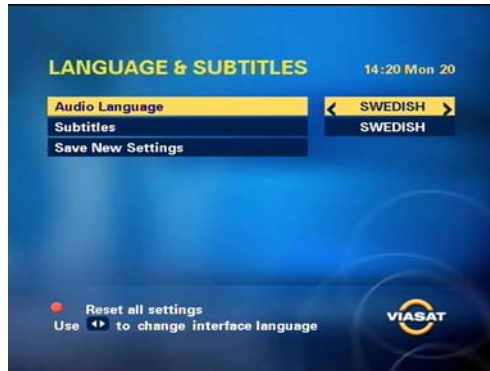 LANGUAGE & SUBTITLES 14:20 Mon 20
Audio Language SWEDISH
Subtitles SWEDISH
Save New Settings
Reset all settings
Use to change interface language
VIASAT